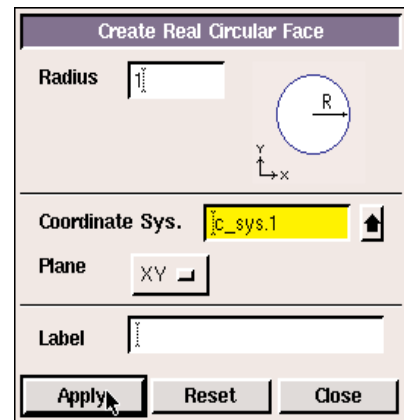 Create Real Circular Face
Radius 1
R
Y
X
Coordinate Sys. c_sys.1
Plane XY
Label
Apply Reset Close